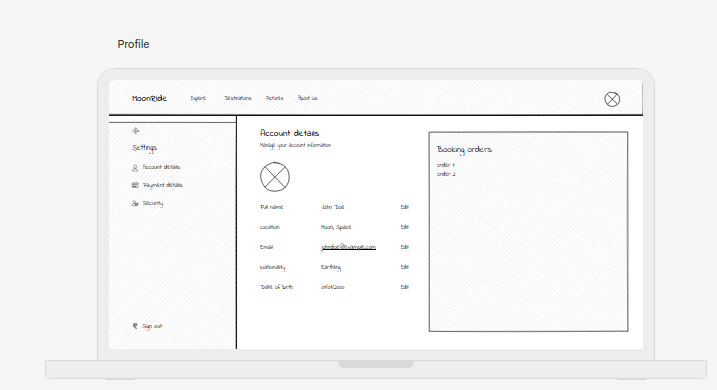 Profile
MoonRide Explore Destinations Pictures About Us
Settings
Account details
Payment details
Security
Sign out
Account details
Manage your account information
Full name John Doe Edit
Location Moon, Space Edit
Email johndoe@example.com Edit
Nationality Earthling Edit
Date of birth 01/01/2000 Edit
Booking orders
order 1
order 2